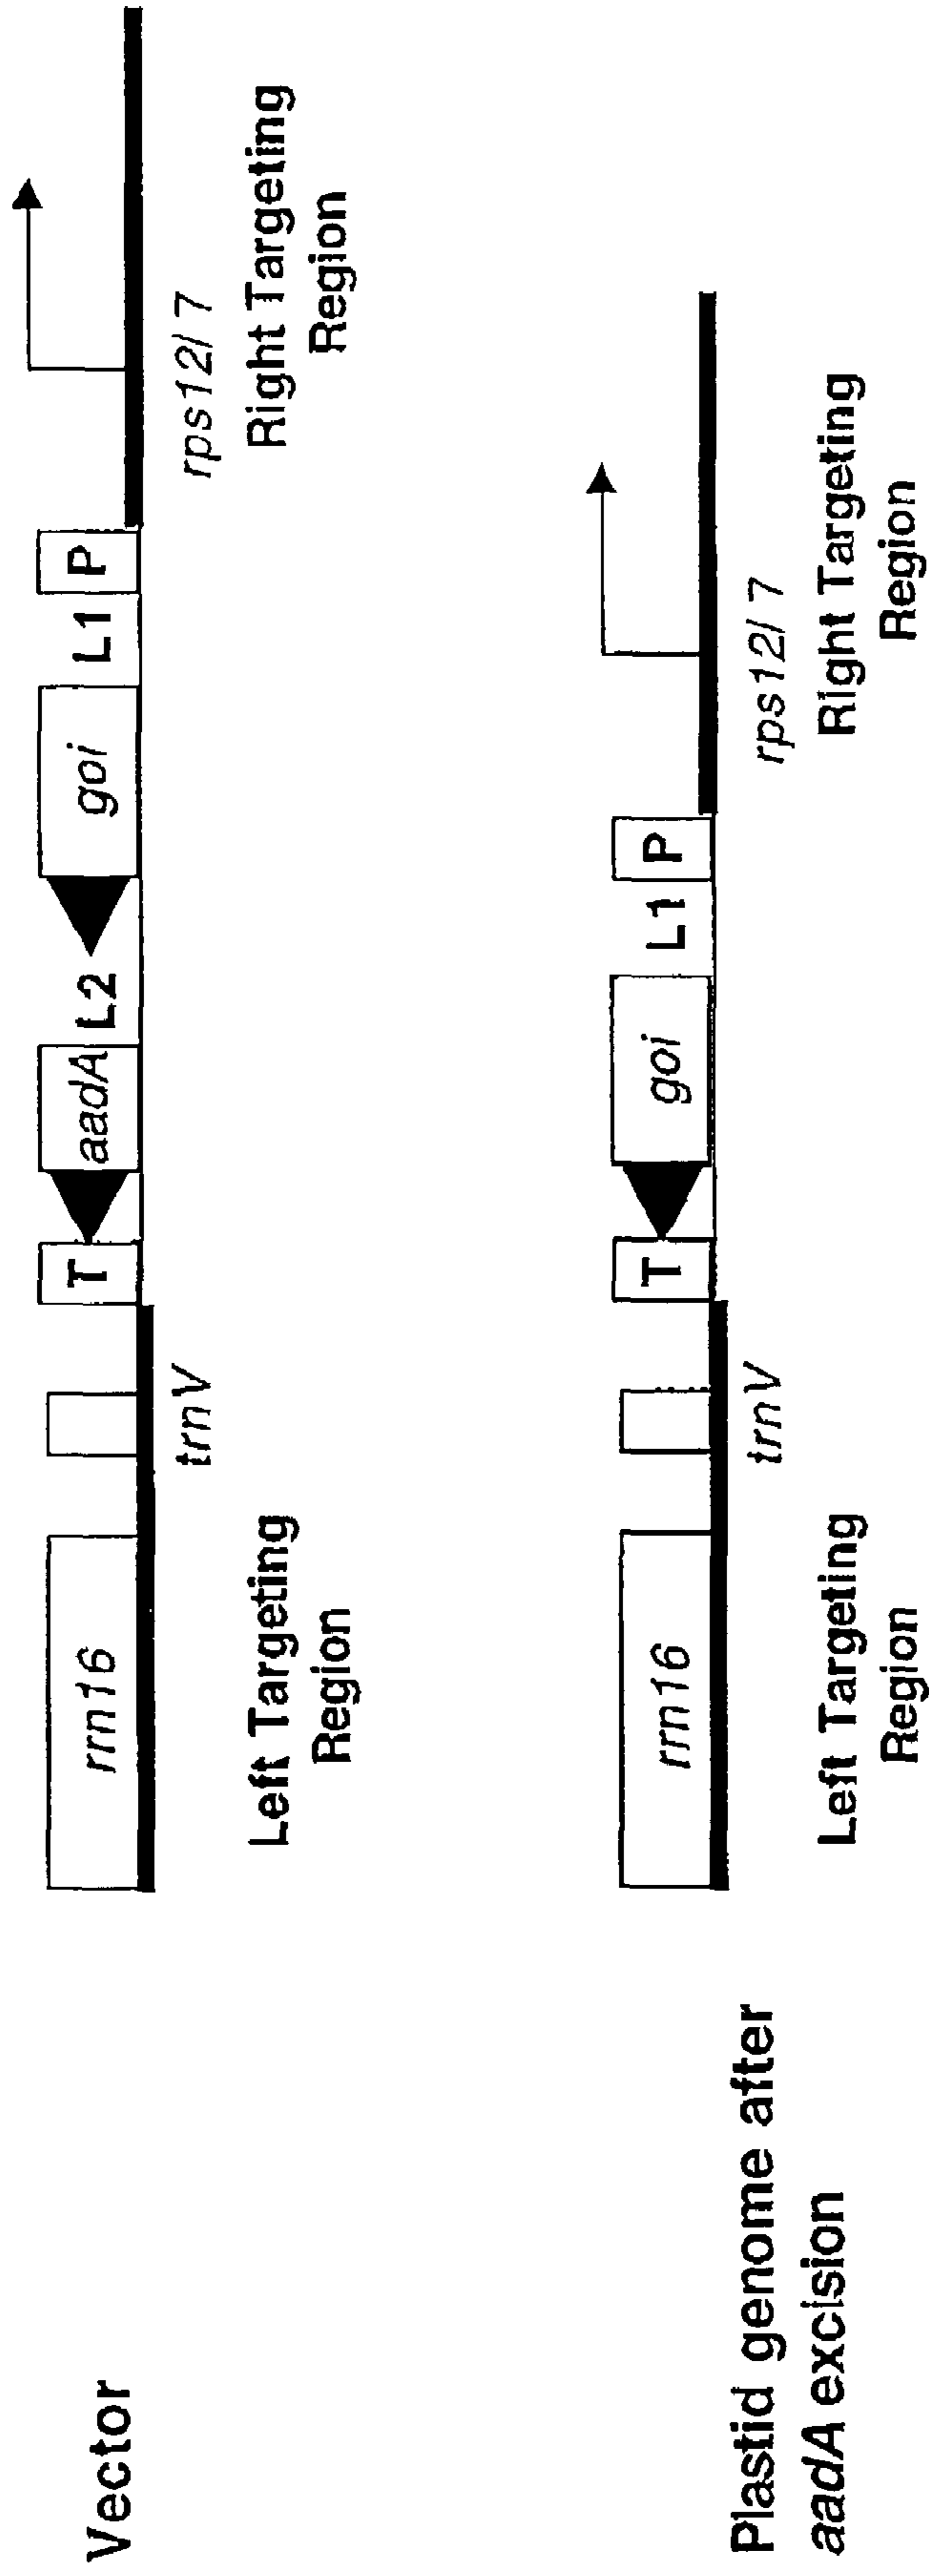 Vector
rrn16
trnV
T
aadA
L2
goi
L1
P
rps12/ 7
Left Targeting
Region
Right Targeting
Region
Plastid genome after
aadA excision
rrn16
trnV
T
goi
L1
P
rps12/ 7
Left Targeting
Region
Right Targeting
Region